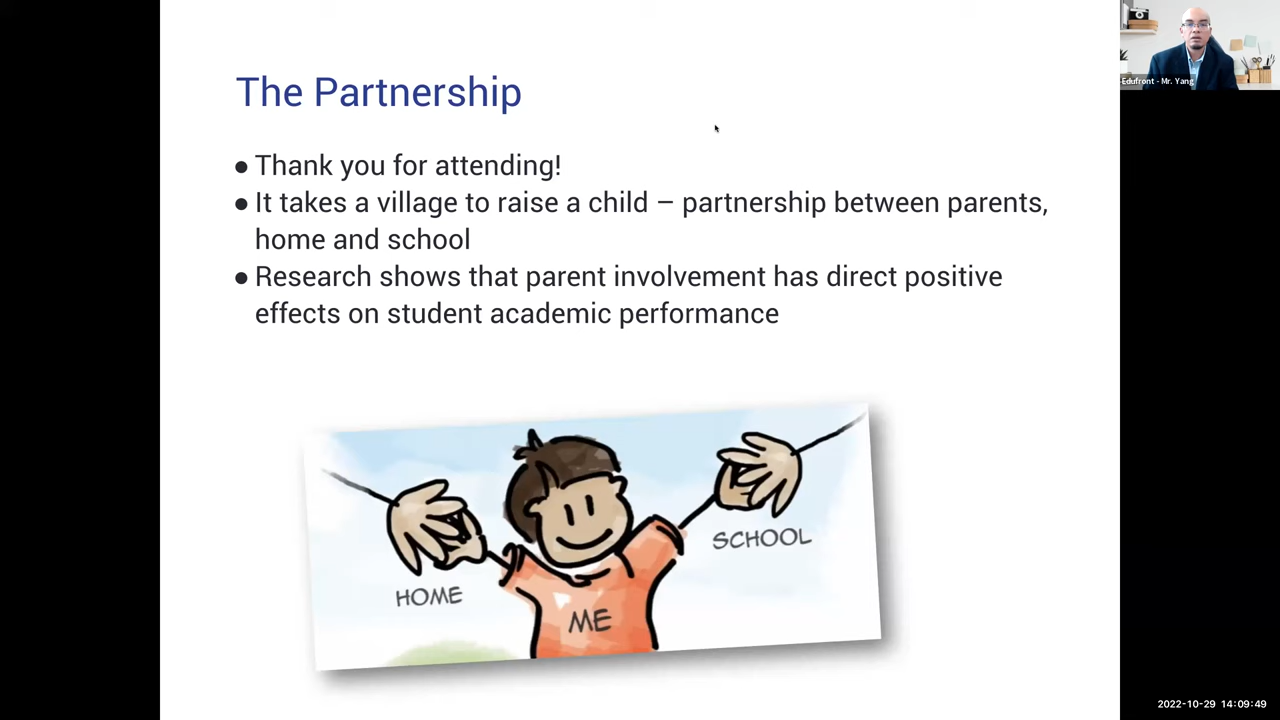 The Partnership
● Thank you for attending!
● It takes a village to raise a child – partnership between parents,
home and school
● Research shows that parent involvement has direct positive
effects on student academic performance
HOME
ME
SCHOOL
Edufront - Mr. Yang
2022-10-29 14:09:49